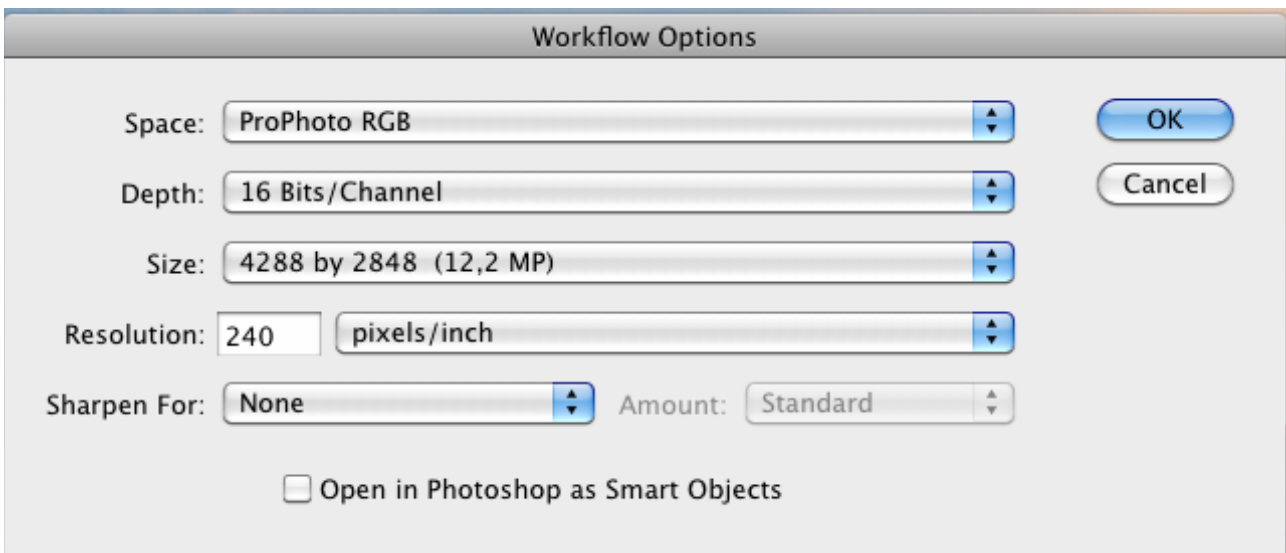 Workflow Options
Space: ProPhoto RGB OK
Depth: 16 Bits/Channel Cancel
Size: 4288 by 2848 (12,2 MP)
Resolution: 240 pixels/inch
Sharpen For: None Amount: Standard
Open in Photoshop as Smart Objects